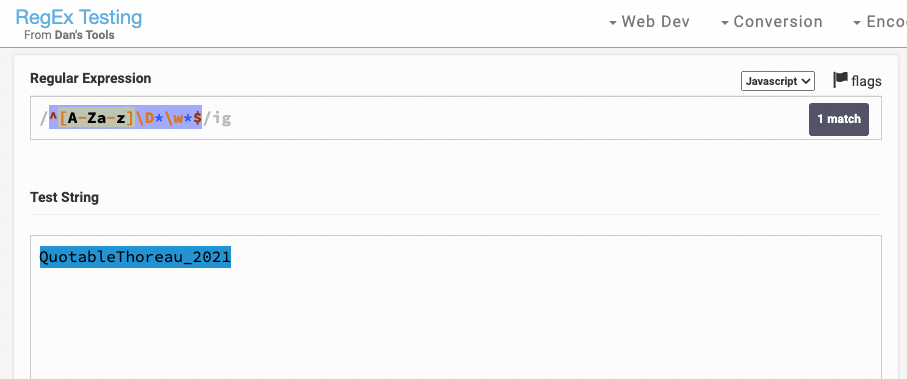 RegEx Testing
From Dan's Tools
Web Dev
Conversion
Enco
Regular Expression
Javascript
flags
/^[A-Za-z]\D*\w*$/ig
1 match
Test String
QuotableThoreau_2021